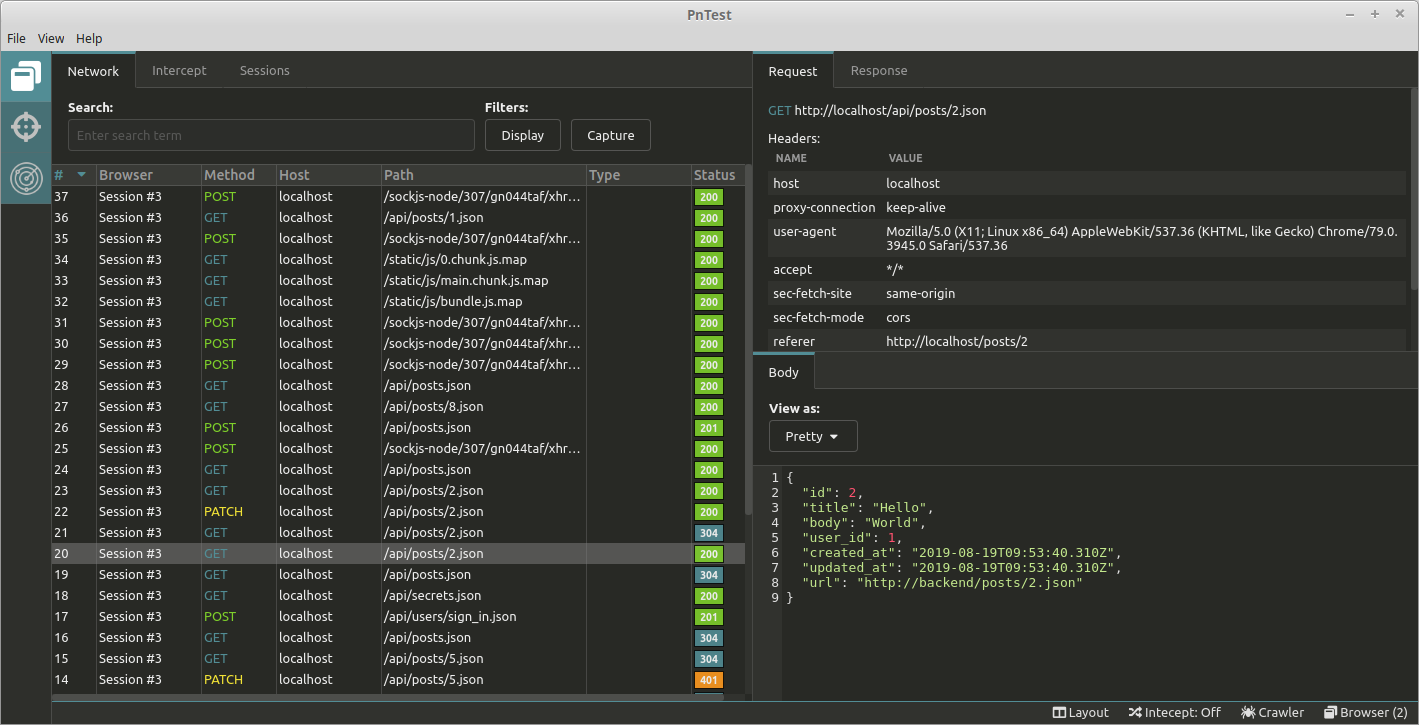 PnTest
File View Help
Network Intercept Sessions
Search: Filters:
Enter search term Display Capture
# Browser Method Host Path Type Status
37 Session #3 POST localhost /sockjs-node/307/gn044taf/xhr... 200
36 Session #3 GET localhost /api/posts/1.json 200
35 Session #3 POST localhost /sockjs-node/307/gn044taf/xhr... 200
34 Session #3 GET localhost /static/js/0.chunk.js.map 200
33 Session #3 GET localhost /static/js/main.chunk.js.map 200
32 Session #3 GET localhost /static/js/bundle.js.map 200
31 Session #3 POST localhost /sockjs-node/307/gn044taf/xhr... 200
30 Session #3 POST localhost /sockjs-node/307/gn044taf/xhr... 200
29 Session #3 POST localhost /sockjs-node/307/gn044taf/xhr... 200
28 Session #3 GET localhost /api/posts.json 200
27 Session #3 GET localhost /api/posts/8.json 200
26 Session #3 POST localhost /api/posts.json 201
25 Session #3 POST localhost /sockjs-node/307/gn044taf/xhr... 200
24 Session #3 GET localhost /api/posts.json 200
23 Session #3 GET localhost /api/posts/2.json 200
22 Session #3 PATCH localhost /api/posts/2.json 200
21 Session #3 GET localhost /api/posts/2.json 304
20 Session #3 GET localhost /api/posts/2.json 200
19 Session #3 GET localhost /api/posts.json 304
18 Session #3 GET localhost /api/secrets.json 200
17 Session #3 POST localhost /api/users/sign_in.json 201
16 Session #3 GET localhost /api/posts.json 304
15 Session #3 GET localhost /api/posts/5.json 304
14 Session #3 PATCH localhost /api/posts/5.json 401
Request Response
GET http://localhost/api/posts/2.json
Headers:
NAME VALUE
host localhost
proxy-connection keep-alive
user-agent Mozilla/5.0 (X11; Linux x86_64) AppleWebKit/537.36 (KHTML, like Gecko) Chrome/79.0.
3945.0 Safari/537.36
accept */*
sec-fetch-site same-origin
sec-fetch-mode cors
referer http://localhost/posts/2
Body
View as:
Pretty
1 {
2 "id": 2,
3 "title": "Hello",
4 "body": "World",
5 "user_id": 1,
6 "created_at": "2019-08-19T09:53:40.310Z",
7 "updated_at": "2019-08-19T09:53:40.310Z",
8 "url": "http://backend/posts/2.json"
9 }
Layout Intecept: Off Crawler Browser (2)